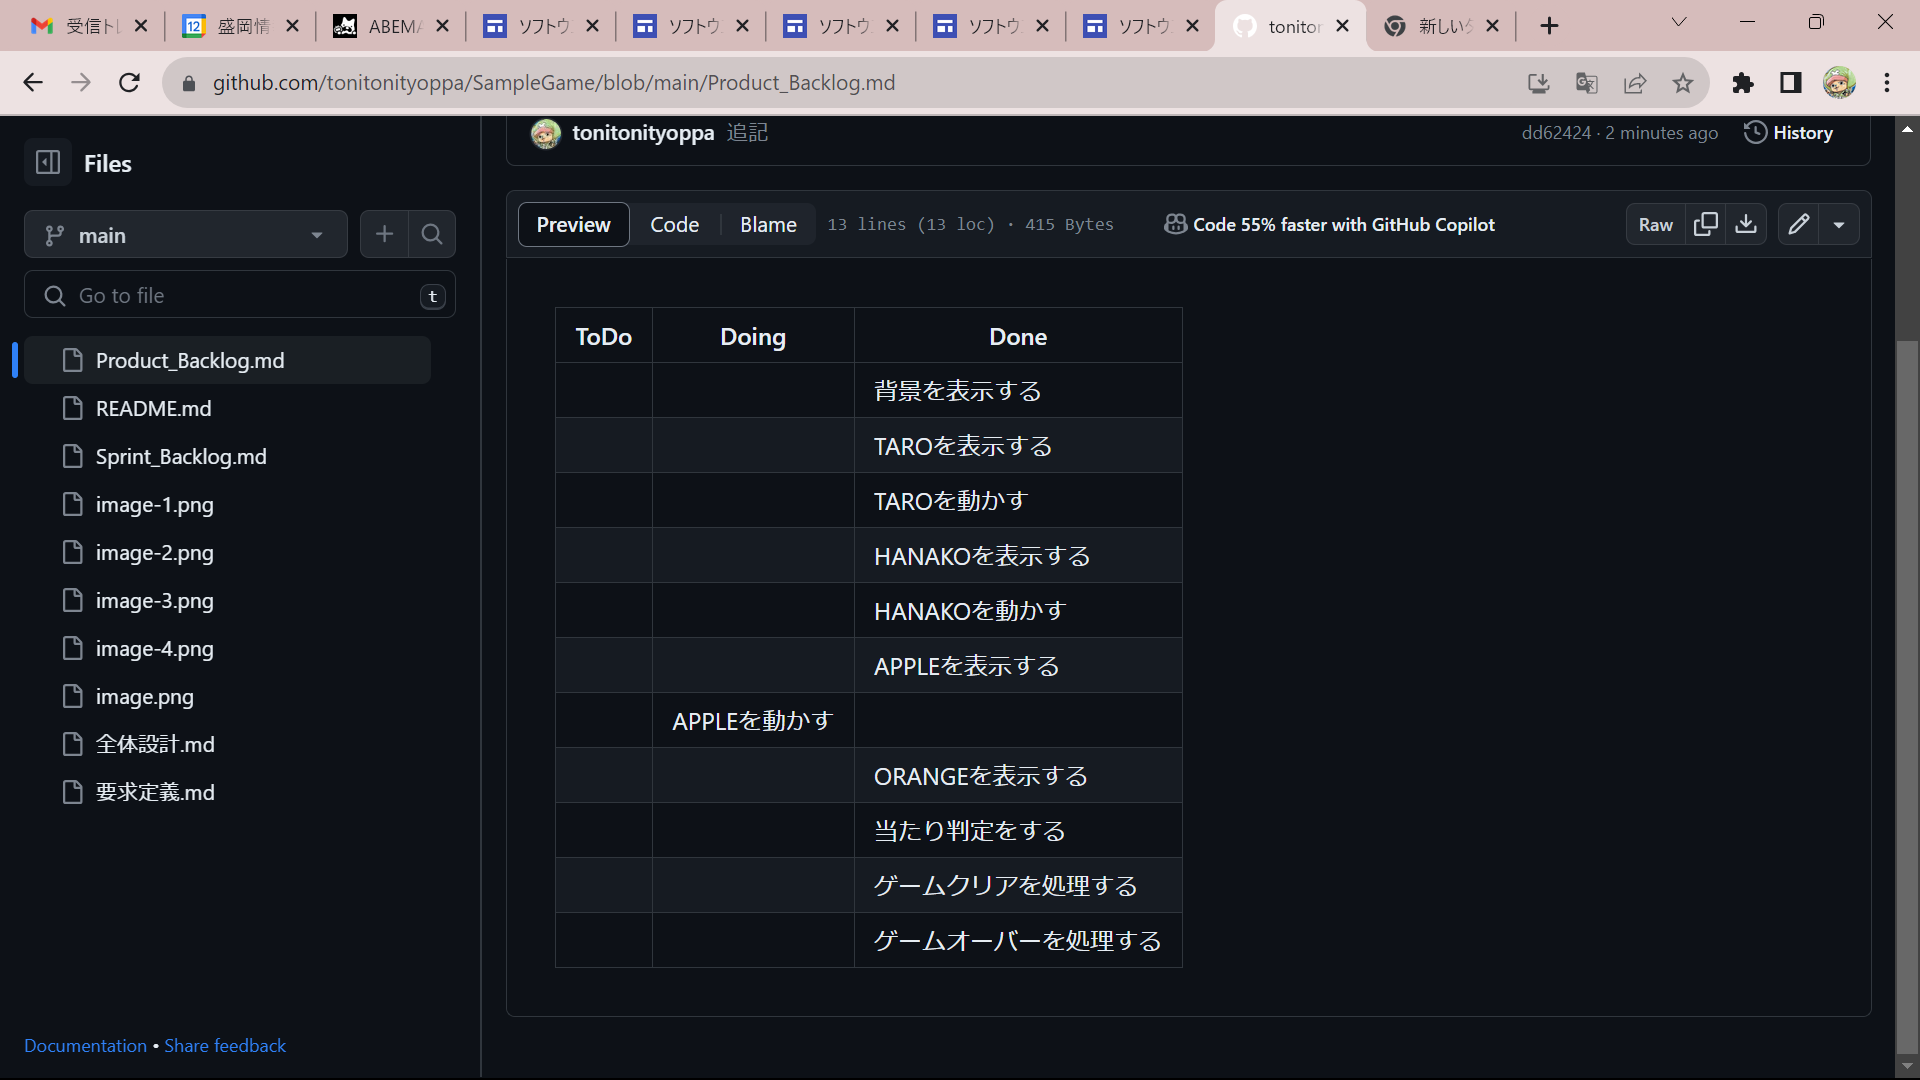 受信トレ
12
盛岡情
ABEMA
ソフトウ
ソフトウ
ソフトウ
ソフトウ
ソフトウ
tonitor
新しいタ
github.com/tonitonityoppa/SampleGame/blob/main/Product_Backlog.md
Files
main
Go to file
t
Product_Backlog.md
README.md
Sprint_Backlog.md
image-1.png
image-2.png
image-3.png
image-4.png
image.png
全体設計.md
要求定義.md
Documentation • Share feedback
tonitonityoppa 追記
dd62424 · 2 minutes ago
History
Preview
Code
Blame
13 lines (13 loc) · 415 Bytes
Code 55% faster with GitHub Copilot
Raw
ToDo Doing Done
背景を表示する
TAROを表示する
TAROを動かす
HANAKOを表示する
HANAKOを動かす
APPLEを表示する
APPLEを動かす
ORANGEを表示する
当たり判定をする
ゲームクリアを処理する
ゲームオーバーを処理する